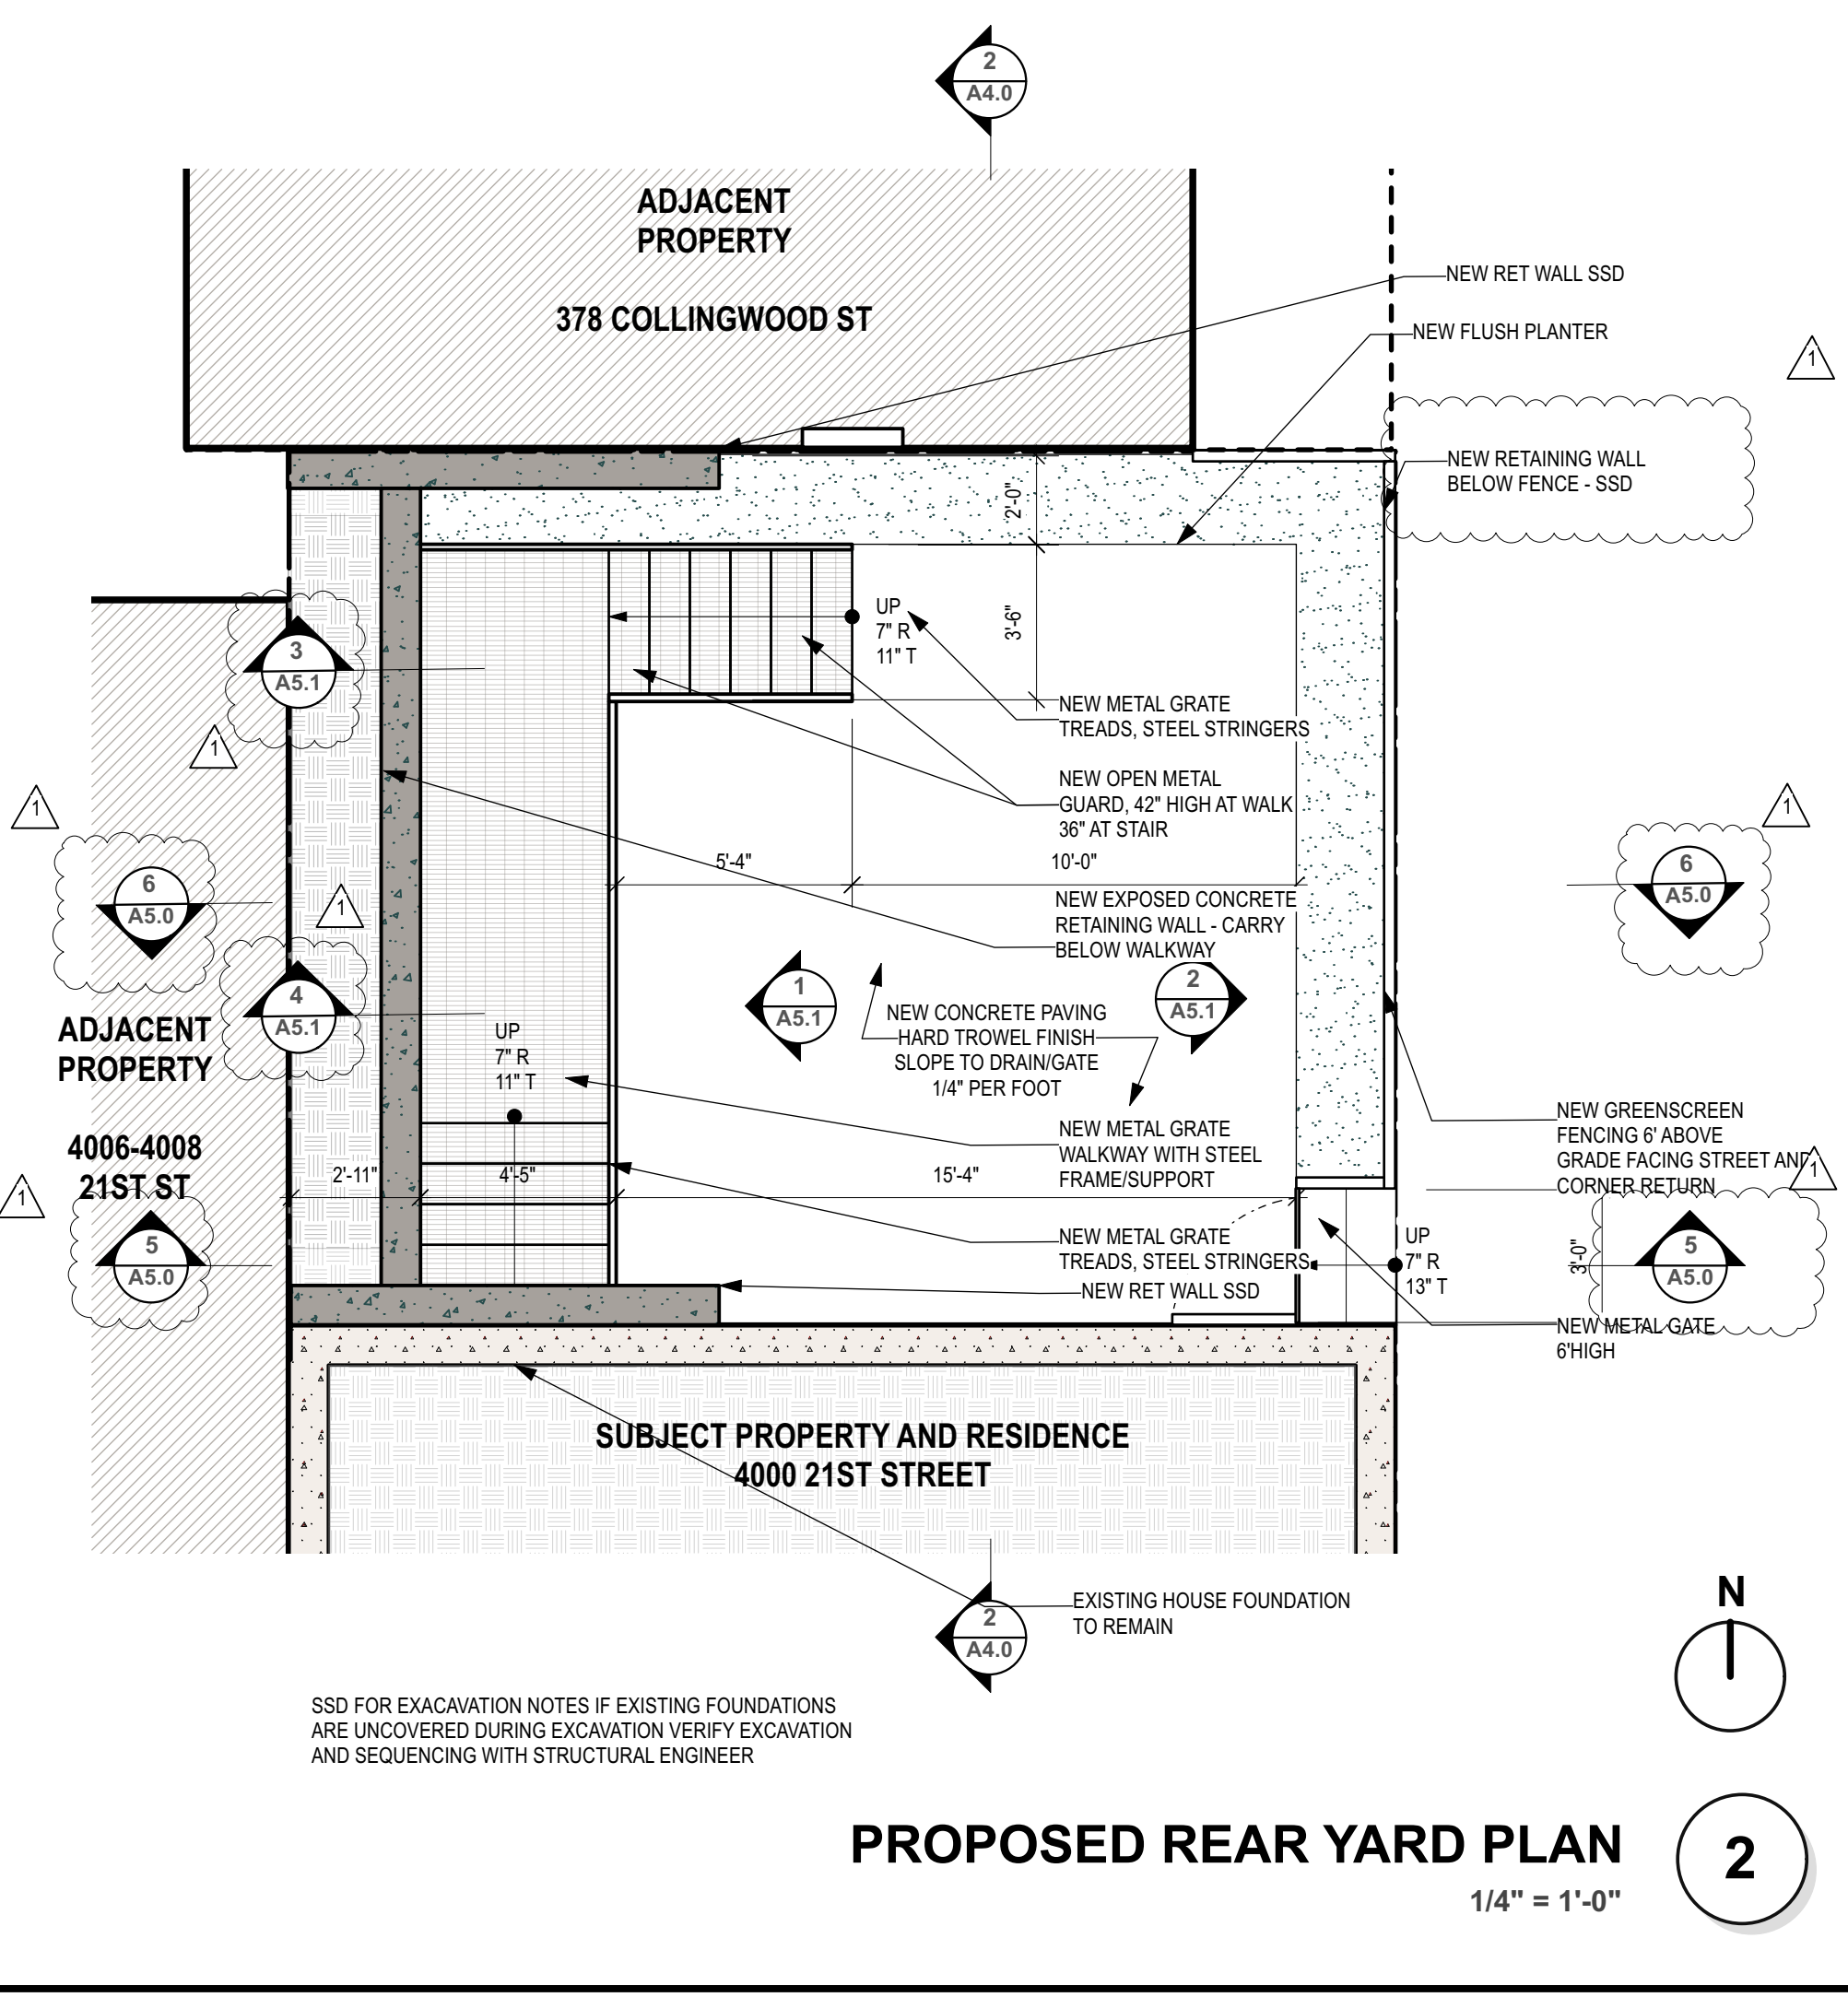 2
A4.0
ADJACENT
PROPERTY
378 COLLINGWOOD ST
NEW RET WALL SSD
NEW FLUSH PLANTER
1
NEW RETAINING WALL
BELOW FENCE - SSD
2'-0"
3'-6"
UP
7" R
11" T
3
A5.1
1
NEW METAL GRATE
TREADS, STEEL STRINGERS
NEW OPEN METAL
GUARD, 42" HIGH AT WALK
36" AT STAIR
1
1
5'-4"
10'-0"
6
A5.0
6
A5.0
1
NEW EXPOSED CONCRETE
RETAINING WALL - CARRY
BELOW WALKWAY
4
A5.1
1
A5.1
2
A5.1
ADJACENT
PROPERTY
4006-4008
21ST ST
UP
7" R
11" T
NEW CONCRETE PAVING
HARD TROWEL FINISH
SLOPE TO DRAIN/GATE
1/4" PER FOOT
NEW METAL GRATE
WALKWAY WITH STEEL
FRAME/SUPPORT
NEW GREENSCREEN
FENCING 6' ABOVE
GRADE FACING STREET AND
CORNER RETURN
1
1
2'-11"
4'-5"
15'-4"
5
A5.0
NEW METAL GRATE
TREADS, STEEL STRINGERS
NEW RET WALL SSD
UP
7" R
13" T
3'-0"
5
A5.0
NEW METAL GATE
6'HIGH
SUBJECT PROPERTY AND RESIDENCE
4000 21ST STREET
EXISTING HOUSE FOUNDATION
TO REMAIN
2
A4.0
N
SSD FOR EXACAVATION NOTES IF EXISTING FOUNDATIONS
ARE UNCOVERED DURING EXCAVATION VERIFY EXCAVATION
AND SEQUENCING WITH STRUCTURAL ENGINEER
PROPOSED REAR YARD PLAN
2
1/4" = 1'-0"